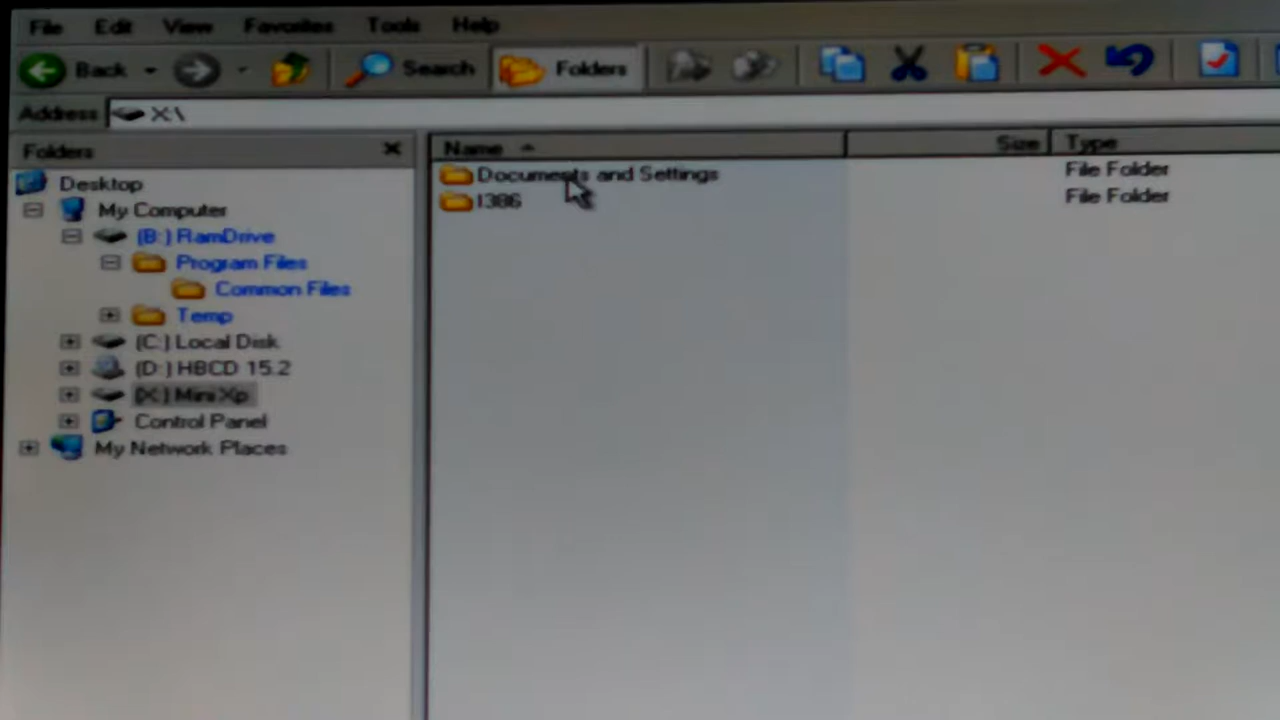 File Edit View Favorites Tools Help
Back Search Folders
Address X:\
Folders
Name Size Type
Desktop
My Computer
(B:) RamDrive
Program Files
Common Files
Temp
(C:) Local Disk
(D:) HBCD 15.2
(X:) Mini Xp
Control Panel
My Network Places
Documents and Settings File Folder
I386 File Folder